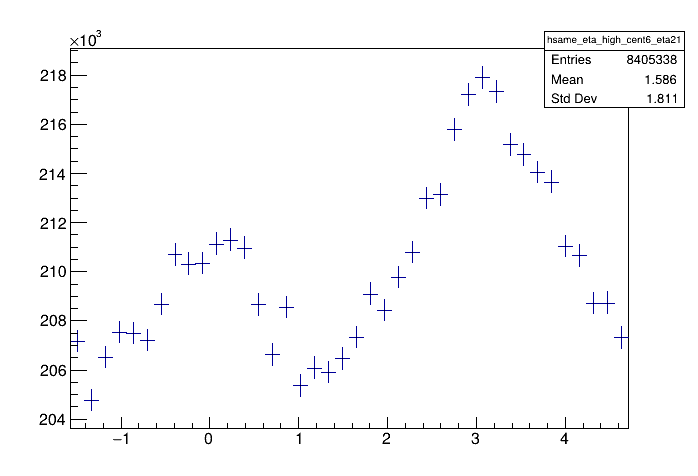 ×10³
hsame_eta_high_cent6_eta21
Entries 8405338
Mean 1.586
Std Dev 1.811
218
216
214
212
210
208
206
204
−1 0 1 2 3 4